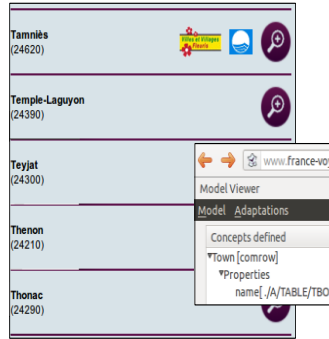 Tamniès
(24620)
Villes et Villages
Fleuris
Temple-Laguyon
(24390)
Teyjat
(24300)
Thenon
(24210)
Thonac
(24290)
www.france-voy
Model Viewer
Model Adaptations
Concepts defined
Town [comrow]
Properties
name[./A/TABLE/TBO